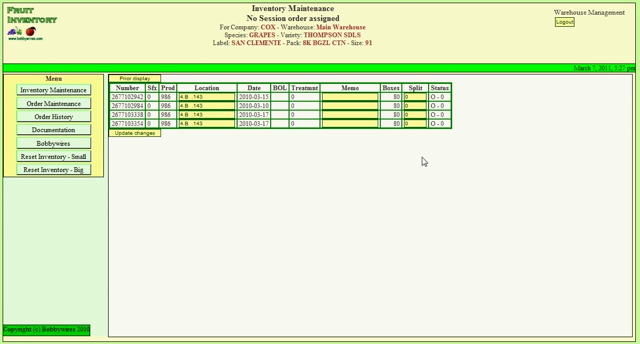 Fruit
Inventory
www.bobbywires.com
Inventory Maintenance
No Session order assigned
For Company: COX - Warehouse: Main Warehouse
Species: GRAPES - Variety: THOMPSON SDLS
Label: SAN CLEMENTE - Pack: 8K BGZL CTN - Size: 91
Warehouse Management
Logout
March 7, 2011, 5:27 pm
Menu
Inventory Maintenance
Order Maintenance
Order History
Documentation
Bobbywires
Reset Inventory - Small
Reset Inventory - Big
Prior display
Number Sfx Prod Location Date BOL Treatmnt Memo Boxes Split Status
2677102942 0 986 4.B. .143 2010-03-15 0 80 0 O - 0
2677102984 0 986 4.B. .143 2010-03-10 0 80 0 O - 0
2677103338 0 986 4.B. .143 2010-03-17 0 80 0 O - 0
2677103354 0 986 4.B. .143 2010-03-17 0 80 0 O - 0
Update changes
Copyright (c) Bobbywires 2010